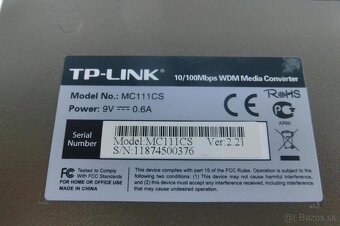 TP-LINK
10/100Mbps WDM Media Converter
Model No.: MC111CS
Power: 9V 0.6A
RoHS
Serial
Number
Model:MC111CS Ver:2.21
S/N:11874500376
FC
Tested to Comply
with FCC Standards
FOR HOME OR OFFICE USE
MADE IN CHINA
This device complies with part 15 of the FCC Rules. Operation is
subject to the following two conditions: (1) This device may not
cause harmful interference, and (2) this device must accept any
interference received, including interference that may cause
undesired operation.
bazos.sk